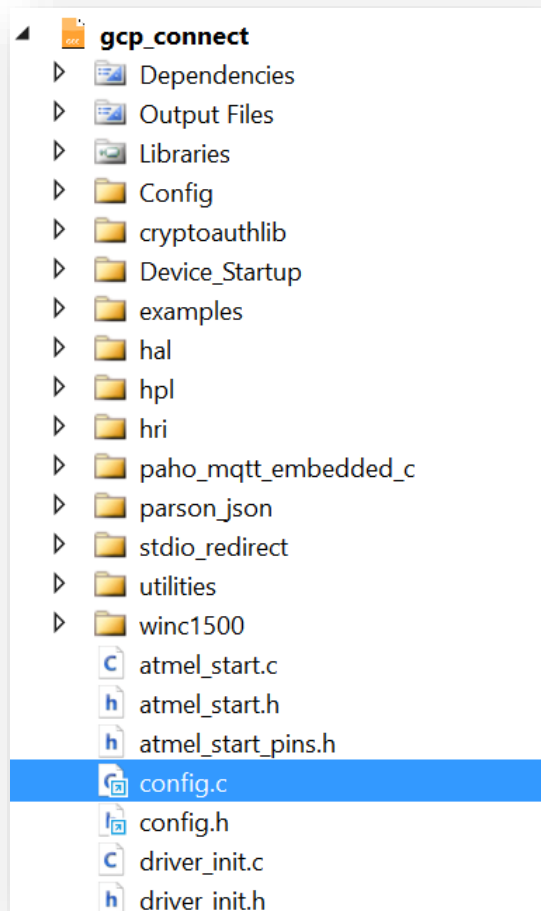 gcp_connect
Dependencies
Output Files
Libraries
Config
cryptoauthlib
Device_Startup
examples
hal
hpl
hri
paho_mqtt_embedded_c
parson_json
stdio_redirect
utilities
winc1500
atmel_start.c
atmel_start.h
atmel_start_pins.h
config.c
config.h
driver_init.c
driver_init.h